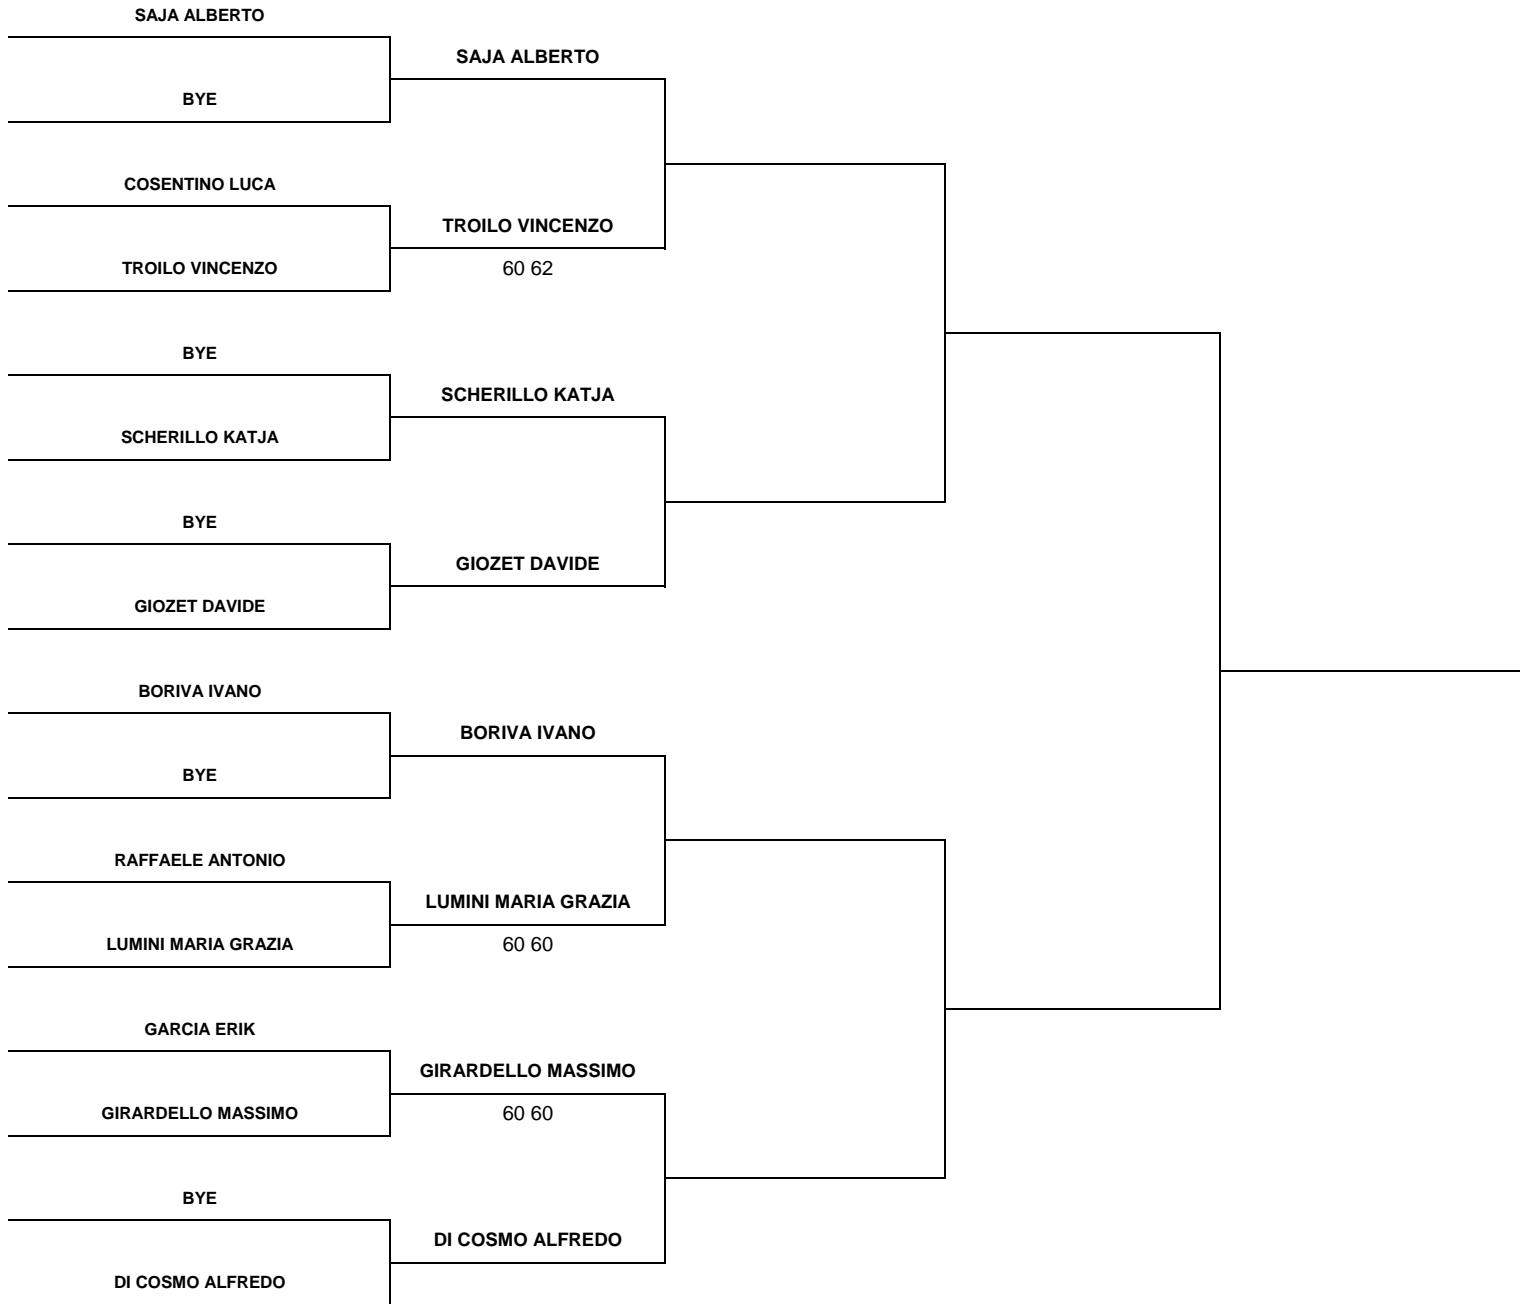 SAJA ALBERTO
SAJA ALBERTO
BYE
COSENTINO LUCA
TROILO VINCENZO
TROILO VINCENZO
60 62
BYE
SCHERILLO KATJA
SCHERILLO KATJA
BYE
GIOZET DAVIDE
GIOZET DAVIDE
BORIVA IVANO
BORIVA IVANO
BYE
RAFFAELE ANTONIO
LUMINI MARIA GRAZIA
LUMINI MARIA GRAZIA
60 60
GARCIA ERIK
GIRARDELLO MASSIMO
GIRARDELLO MASSIMO
60 60
BYE
DI COSMO ALFREDO
DI COSMO ALFREDO